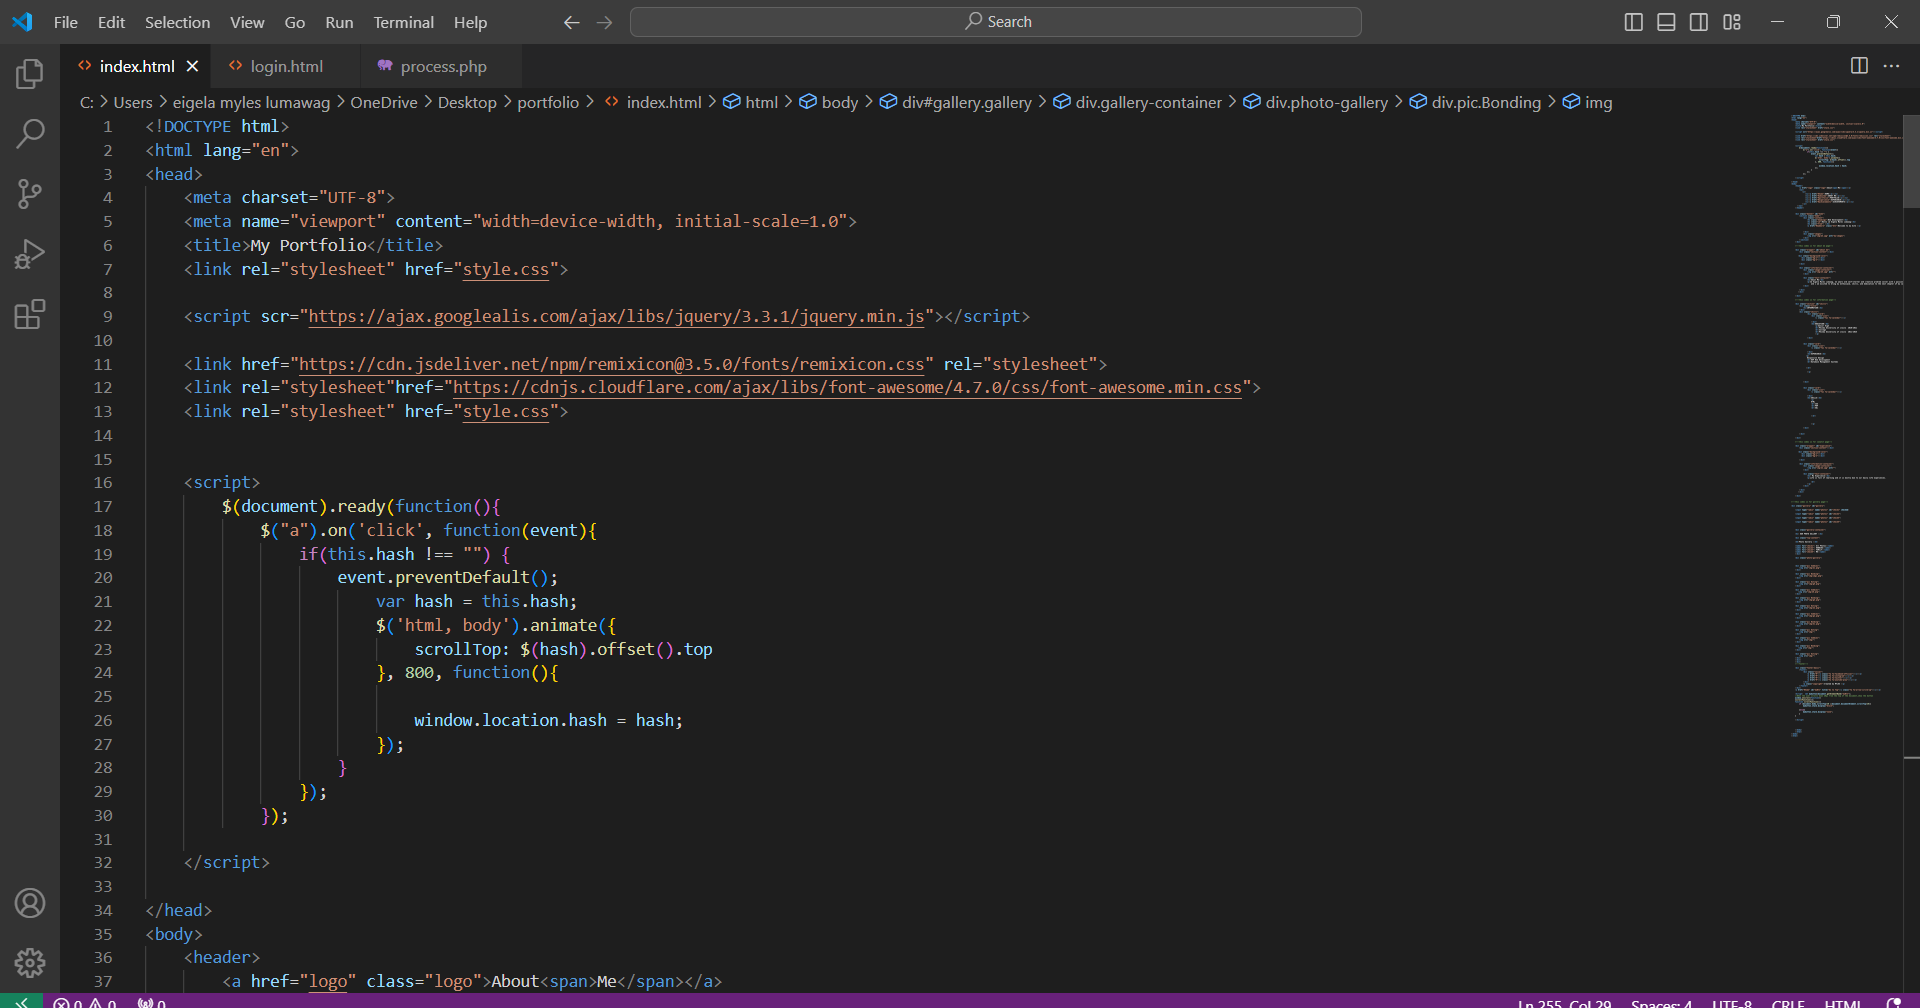 File Edit Selection View Go Run Terminal Help
Search
index.html
login.html
process.php
C: > Users > eigela myles lumawag > OneDrive > Desktop > portfolio > index.html > html > body > div#gallery.gallery > div.gallery-container > div.photo-gallery > div.pic.Bonding > img
1 <!DOCTYPE html>
2 <html lang="en">
3 <head>
4 <meta charset="UTF-8">
5 <meta name="viewport" content="width=device-width, initial-scale=1.0">
6 <title>My Portfolio</title>
7 <link rel="stylesheet" href="style.css">
8
9 <script scr="https://ajax.googlealis.com/ajax/libs/jquery/3.3.1/jquery.min.js"></script>
10
11 <link href="https://cdn.jsdeliver.net/npm/remixicon@3.5.0/fonts/remixicon.css" rel="stylesheet">
12 <link rel="stylesheet"href="https://cdnjs.cloudflare.com/ajax/libs/font-awesome/4.7.0/css/font-awesome.min.css">
13 <link rel="stylesheet" href="style.css">
14
15
16 <script>
17 $(document).ready(function(){
18 $("a").on('click', function(event){
19 if(this.hash !== "") {
20 event.preventDefault();
21 var hash = this.hash;
22 $('html, body').animate({
23 scrollTop: $(hash).offset().top
24 }, 800, function(){
25
26 window.location.hash = hash;
27 });
28 }
29 });
30 });
31
32 </script>
33
34 </head>
35 <body>
36 <header>
37 <a href="logo" class="logo">About<span>Me</span></a>
0 0 0 Ln 255, Col 29 Spaces: 4 UTF-8 CRLF HTML